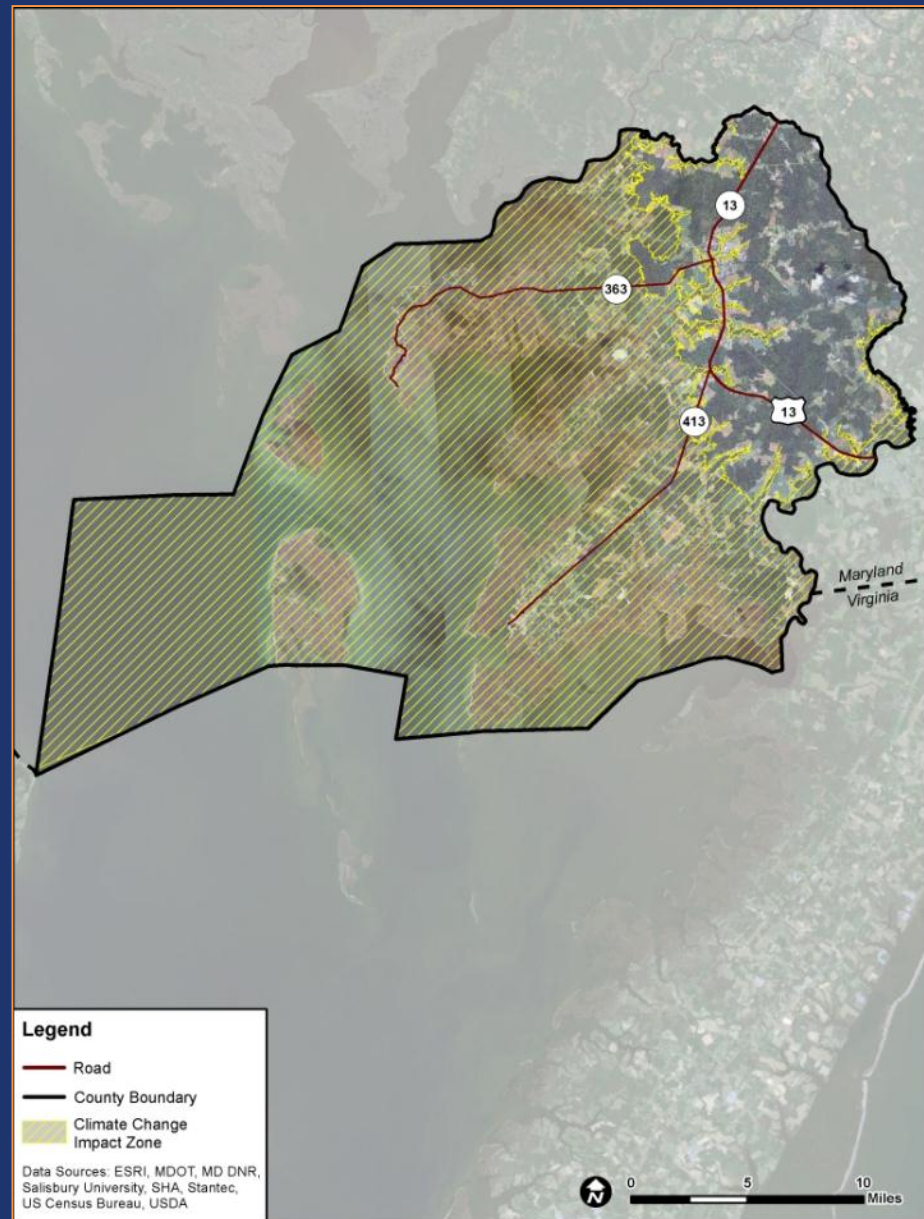 13
363
413
13
Maryland
Virginia
Legend
Road
County Boundary
Climate Change
Impact Zone
Data Sources: ESRI, MDOT, MD DNR,
Salisbury University, SHA, Stantec,
US Census Bureau, USDA
N
0 5 10
Miles